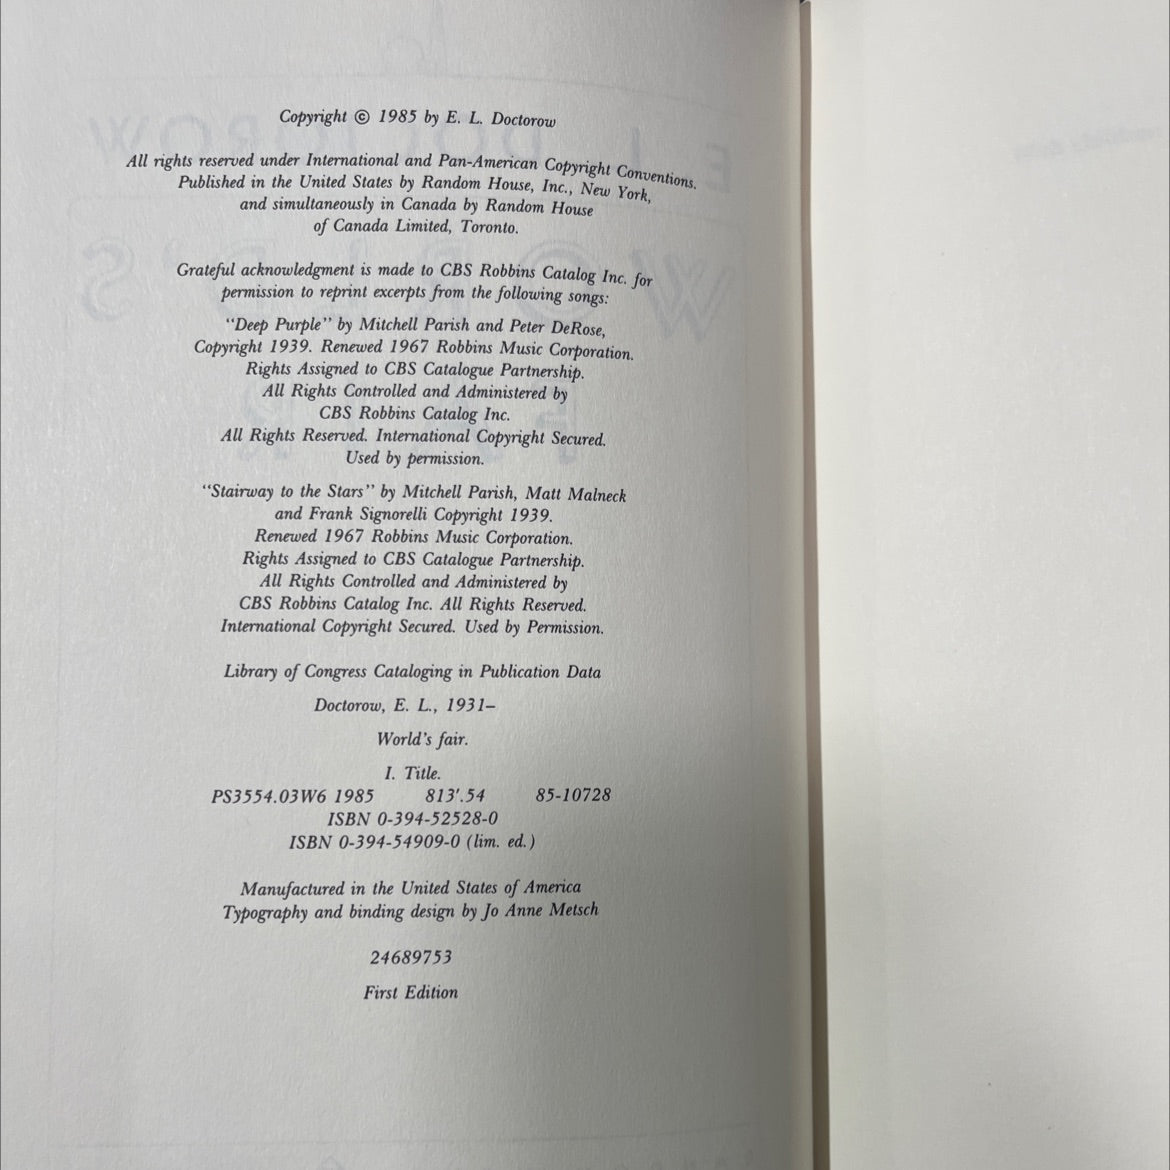 Copyright © 1985 by E. L. Doctorow
All rights reserved under International and Pan-American Copyright Conventions.
Published in the United States by Random House, Inc., New York,
and simultaneously in Canada by Random House
of Canada Limited, Toronto.
Grateful acknowledgment is made to CBS Robbins Catalog Inc. for
permission to reprint excerpts from the following songs:
"Deep Purple" by Mitchell Parish and Peter DeRose,
Copyright 1939. Renewed 1967 Robbins Music Corporation.
Rights Assigned to CBS Catalogue Partnership.
All Rights Controlled and Administered by
CBS Robbins Catalog Inc.
All Rights Reserved. International Copyright Secured.
Used by permission.
"Stairway to the Stars" by Mitchell Parish, Matt Malneck
and Frank Signorelli Copyright 1939.
Renewed 1967 Robbins Music Corporation.
Rights Assigned to CBS Catalogue Partnership.
All Rights Controlled and Administered by
CBS Robbins Catalog Inc. All Rights Reserved.
International Copyright Secured. Used by Permission.
Library of Congress Cataloging in Publication Data
Doctorow, E. L., 1931–
World's fair.
I. Title.
PS3554.03W6 1985 813'.54 85-10728
ISBN 0-394-52528-0
ISBN 0-394-54909-0 (lim. ed.)
Manufactured in the United States of America
Typography and binding design by Jo Anne Metsch
24689753
First Edition